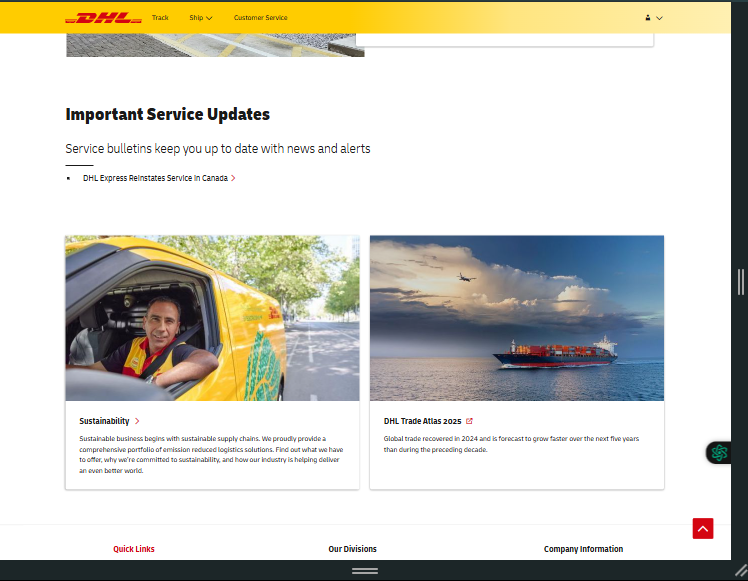 DHL
Track
Ship
Customer Service
Important Service Updates
Service bulletins keep you up to date with news and alerts
DHL Express Reinstates Service in Canada
Sustainability
Sustainable business begins with sustainable supply chains. We proudly provide a
comprehensive portfolio of emission reduced logistics solutions. Find out what we have
to offer, why we're committed to sustainability, and how our industry is helping deliver
an even better world.
DHL Trade Atlas 2025
Global trade recovered in 2024 and is forecast to grow faster over the next five years
than during the preceding decade.
Quick Links
Our Divisions
Company Information